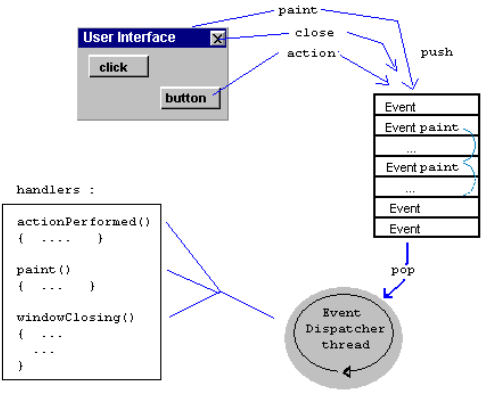 paint
User Interface
close
action
push
click
button
Event
Event paint
...
Event paint
...
Event
Event
pop
handlers :
actionPerformed()
{ .... }
paint()
{ ... }
windowClosing()
{ ...
...
}
Event
Dispatcher
thread